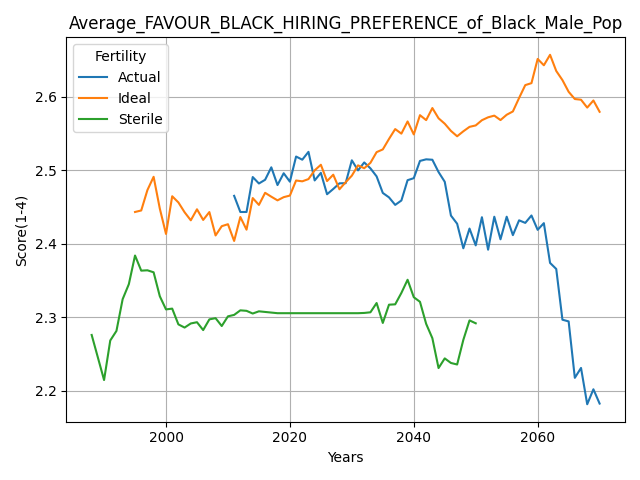 Average_FAVOUR_BLACK_HIRING_PREFERENCE_of_Black_Male_Pop
Fertility
Actual
Ideal
Sterile
Score(1-4)
2.6
2.5
2.4
2.3
2.2
2000
2020
2040
2060
Years